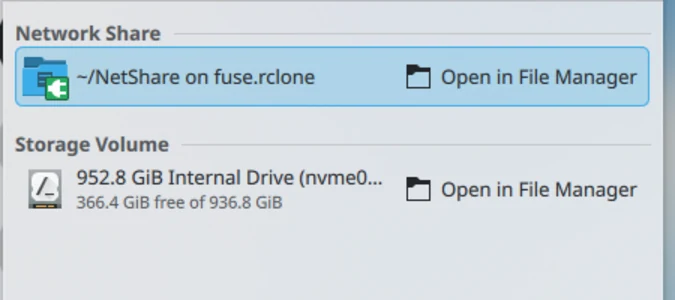 Network Share
~/NetShare on fuse.rclone
Open in File Manager
Storage Volume
952.8 GiB Internal Drive (nvme0...
366.4 GiB free of 936.8 GiB
Open in File Manager